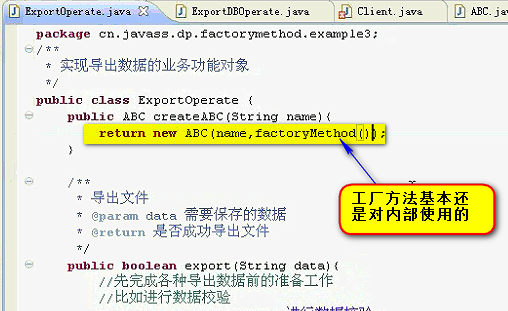 ExportOperate.java ExportDBOperate.java Client.java ABC.j
package cn.javass.dp.factorymethod.example3;
/**
* 实现导出数据的业务功能对象
*/
public class ExportOperate {
public ABC createABC(String name){
return new ABC(name,factoryMethod());
}
/**
* 导出文件
* @param data 需要保存的数据
* @return 是否成功导出文件
*/
public boolean export(String data){
//先完成各种导出数据前的准备工作
//比如进行数据校验
工厂方法基本还
是对内部使用的